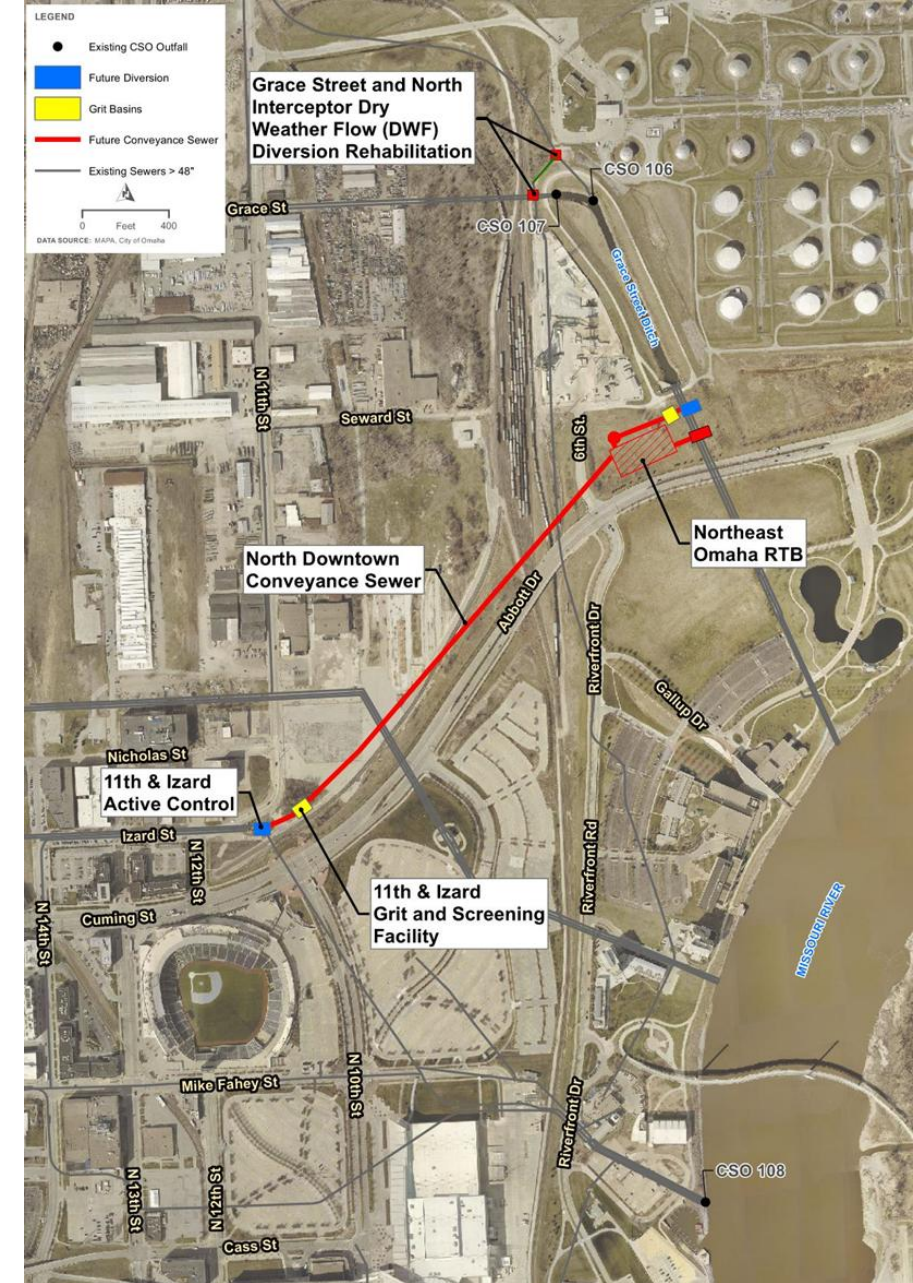 LEGEND
Existing CSO Outfall
Future Diversion
Grit Basins
Future Conveyance Sewer
Existing Sewers > 48"
0 Feet 400
DATA SOURCE: MAPA, City of Omaha
Grace Street and North
Interceptor Dry
Weather Flow (DWF)
Diversion Rehabilitation
CSO 106
Grace St
CSO 107
Grace Street Ditch
N 11th St
Seward St
6th St.
Northeast
Omaha RTB
North Downtown
Conveyance Sewer
Abbott Dr
Riverfront Dr
Gallup Dr
Nicholas St
11th & Izard
Active Control
Izard St
N 12th St
Riverfront Rd
11th & Izard
Grit and Screening
Facility
Cuming St
N 14th St
MISSOURI RIVER
Mike Fahey St
N 10th St
Riverfront Dr
CSO 108
N 13th St
N 12th St
Cass St